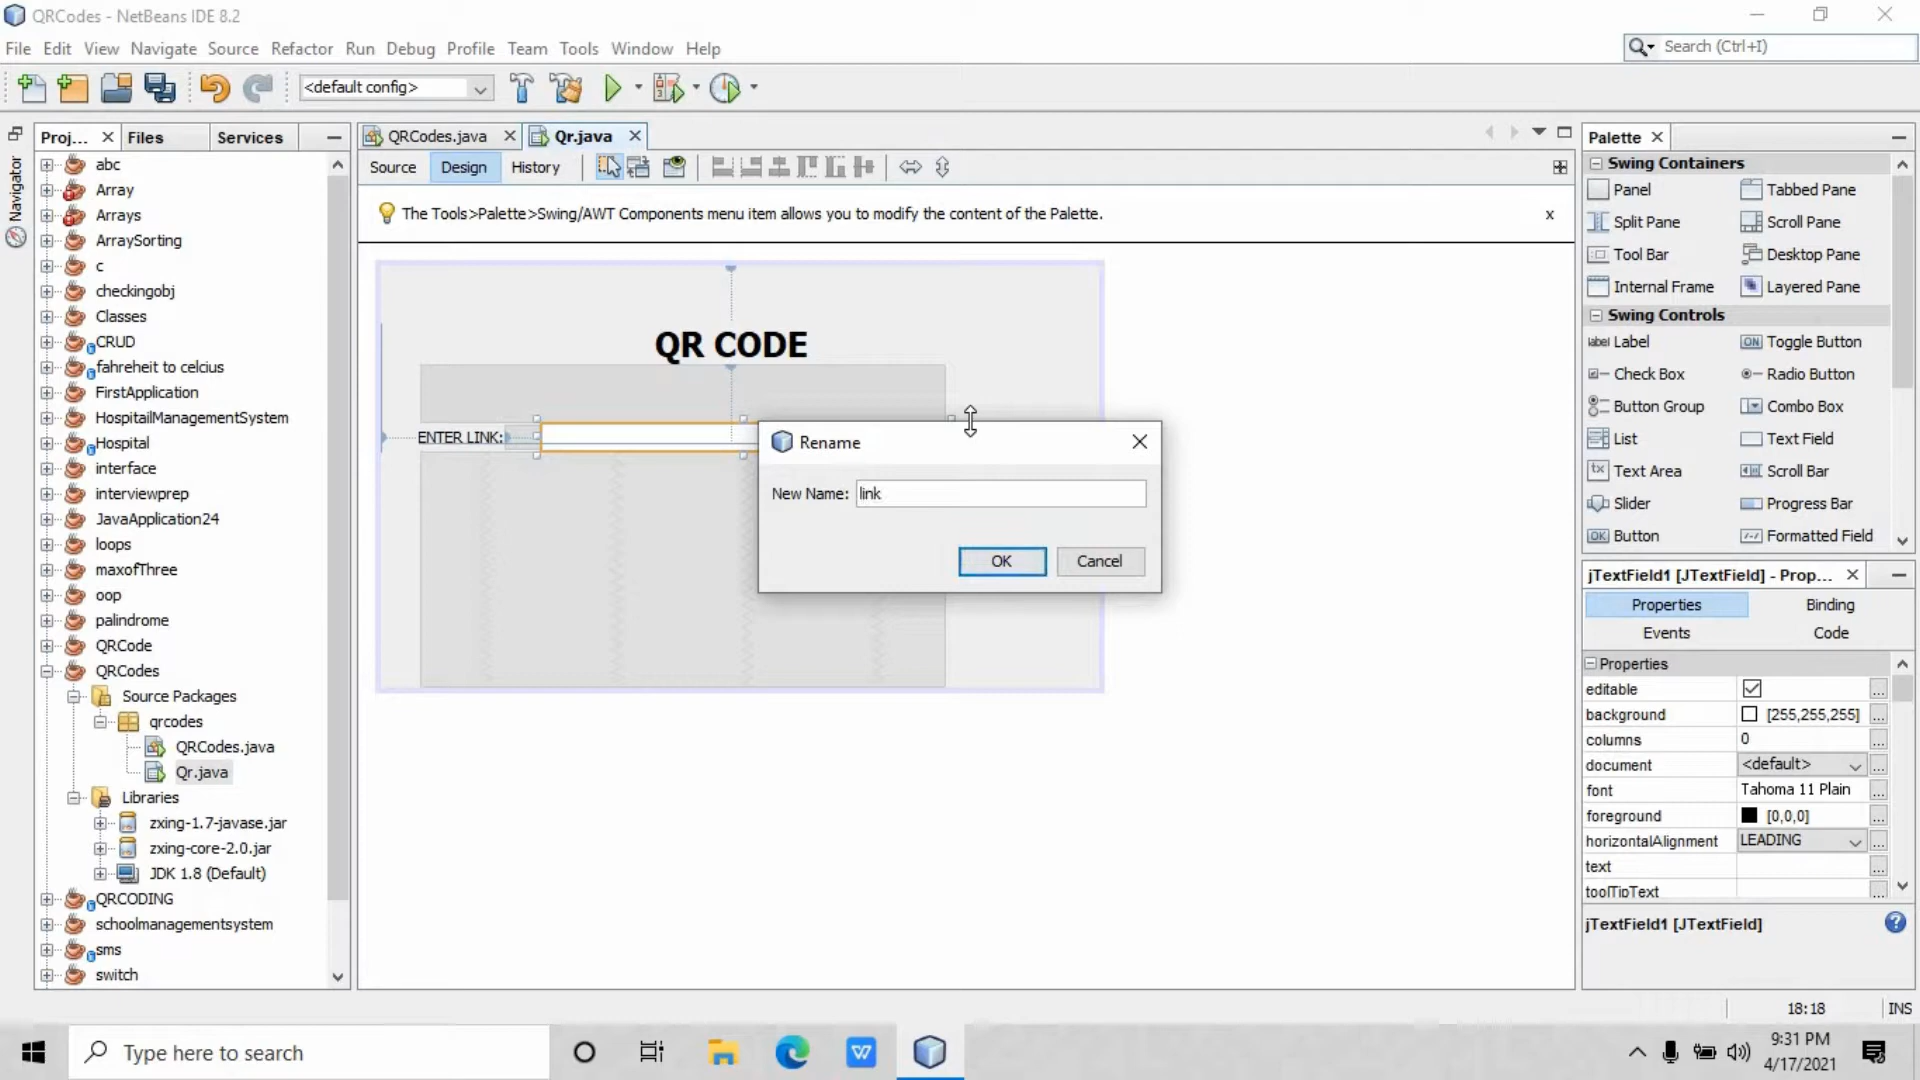 QRCodes - NetBeans IDE 8.2
File Edit View Navigate Source Refactor Run Debug Profile Team Tools Window Help
Search (Ctrl+I)
<default config>
Navigator
Proj... Files Services
abc
Array
Arrays
ArraySorting
c
checkingobj
Classes
CRUD
fahreheit to celcius
FirstApplication
HospitailManagementSystem
Hospital
interface
interviewprep
JavaApplication24
loops
maxofThree
oop
palindrome
QRCode
QRCodes
Source Packages
qrcodes
QRCodes.java
Qr.java
Libraries
zxing-1.7-javase.jar
zxing-core-2.0.jar
JDK 1.8 (Default)
QRCODING
schoolmanagementsystem
sms
switch
QRCodes.java Qr.java
Source Design History
The Tools>Palette>Swing/AWT Components menu item allows you to modify the content of the Palette.
x
QR CODE
ENTER LINK:
Rename
New Name: link
OK Cancel
Palette
Swing Containers
Panel Tabbed Pane
Split Pane Scroll Pane
Tool Bar Desktop Pane
Internal Frame Layered Pane
Swing Controls
label Label ON Toggle Button
Check Box Radio Button
Button Group Combo Box
List Text Field
Text Area Scroll Bar
Slider Progress Bar
OK Button Formatted Field
jTextField1 [JTextField] - Prop...
Properties Binding
Events Code
Properties
editable ...
background [255,255,255] ...
columns 0 ...
document <default> ...
font Tahoma 11 Plain ...
foreground [0,0,0] ...
horizontalAlignment LEADING ...
text ...
toolTipText ...
jTextField1 [JTextField]
18:18 INS
Type here to search
9:31 PM
4/17/2021